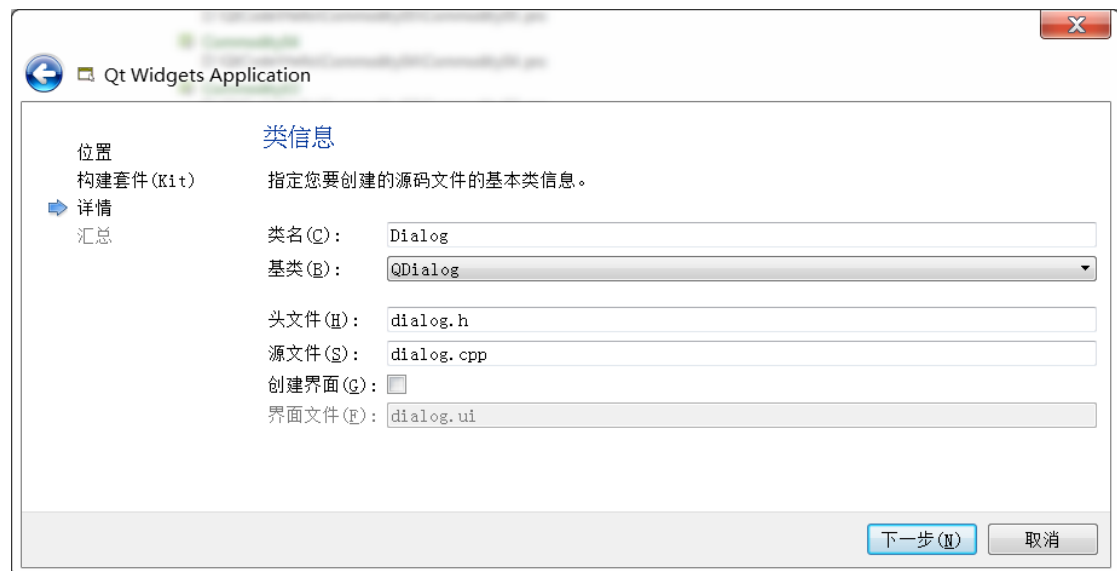 Qt Widgets Application
位置
构建套件(Kit)
详情
汇总
类信息
指定您要创建的源码文件的基本类信息。
类名(C): Dialog
基类(B): QDialog
头文件(H): dialog.h
源文件(S): dialog.cpp
创建界面(G):
界面文件(F): dialog.ui
下一步(N)
取消